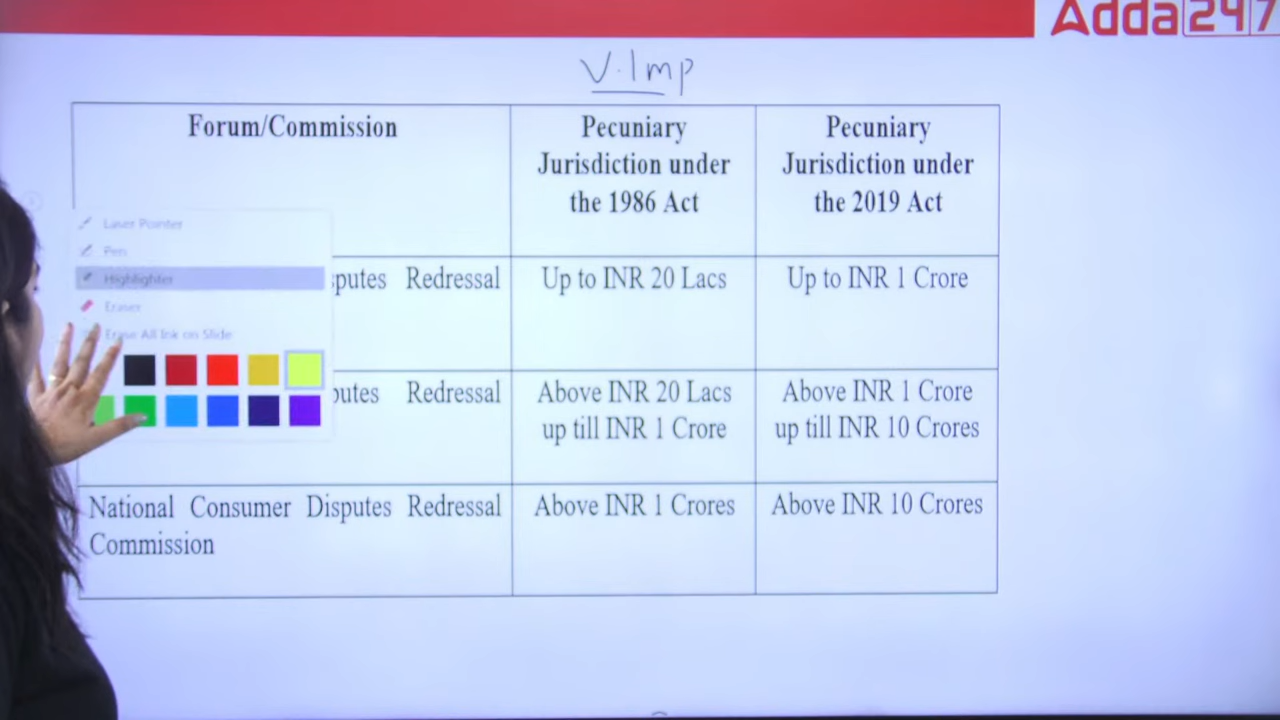 Adda247
V.Imp
Forum/Commission
Pecuniary
Jurisdiction under
the 1986 Act
Pecuniary
Jurisdiction under
the 2019 Act
Laser Pointer
Pen
Highlighter
Eraser
Erase All Ink on Slide
putes Redressal
Up to INR 20 Lacs
Up to INR 1 Crore
putes Redressal
Above INR 20 Lacs
up till INR 1 Crore
Above INR 1 Crore
up till INR 10 Crores
National Consumer Disputes Redressal
Commission
Above INR 1 Crores
Above INR 10 Crores